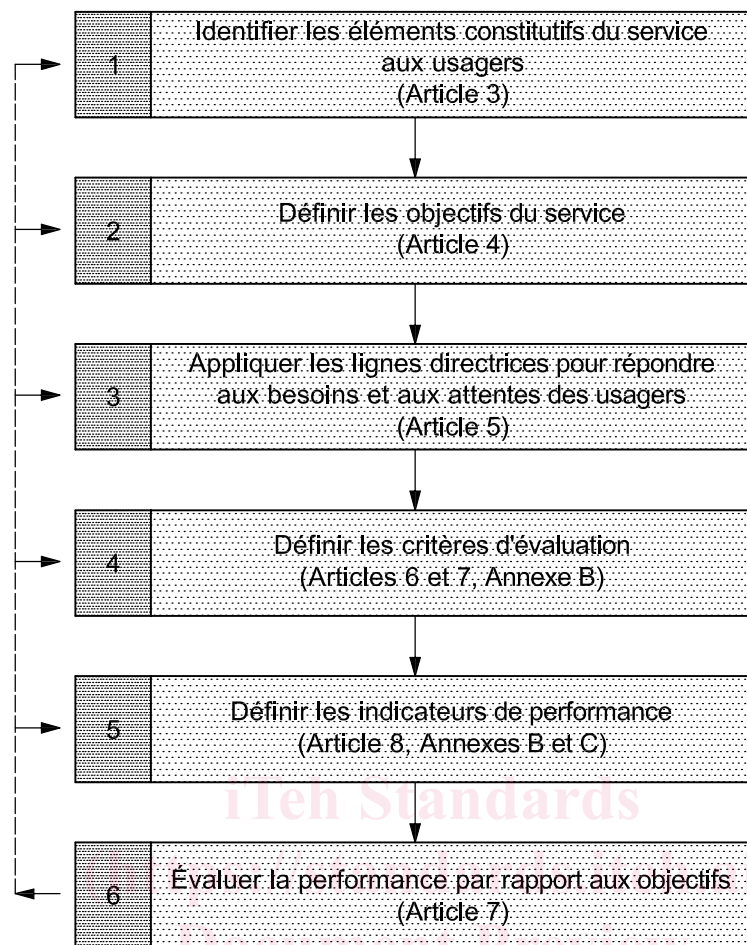 1
Identifier les éléments constitutifs du service
aux usagers
(Article 3)
2
Définir les objectifs du service
(Article 4)
3
Appliquer les lignes directrices pour répondre
aux besoins et aux attentes des usagers
(Article 5)
4
Définir les critères d'évaluation
(Articles 6 et 7, Annexe B)
5
Définir les indicateurs de performance
(Article 8, Annexes B et C)
iTeh Standards
6
Évaluer la performance par rapport aux objectifs
(Article 7)